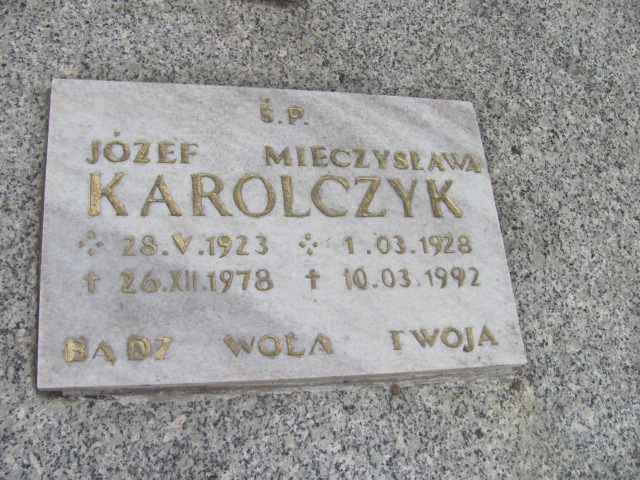 Ś.P.
JÓZEF MIECZYSŁAWA
KAROLCZYK
28.V.1923 1.03.1928
† 26.XII.1978 † 10.03.1992
BĄDŹ WOLA TWOJA